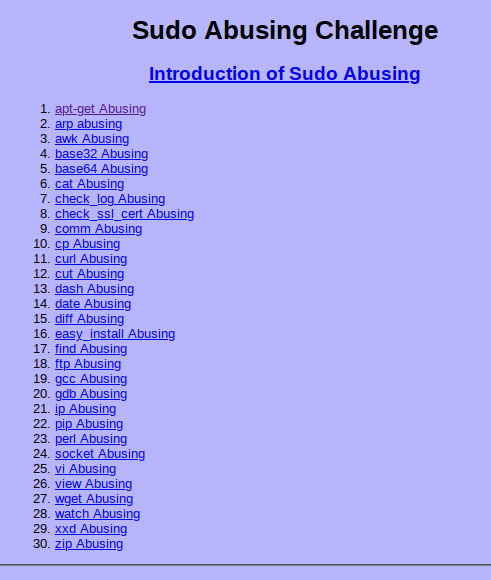 Sudo Abusing Challenge
Introduction of Sudo Abusing
1. apt-get Abusing
2. arp abusing
3. awk Abusing
4. base32 Abusing
5. base64 Abusing
6. cat Abusing
7. check_log Abusing
8. check_ssl_cert Abusing
9. comm Abusing
10. cp Abusing
11. curl Abusing
12. cut Abusing
13. dash Abusing
14. date Abusing
15. diff Abusing
16. easy_install Abusing
17. find Abusing
18. ftp Abusing
19. gcc Abusing
20. gdb Abusing
21. ip Abusing
22. pip Abusing
23. perl Abusing
24. socket Abusing
25. vi Abusing
26. view Abusing
27. wget Abusing
28. watch Abusing
29. xxd Abusing
30. zip Abusing